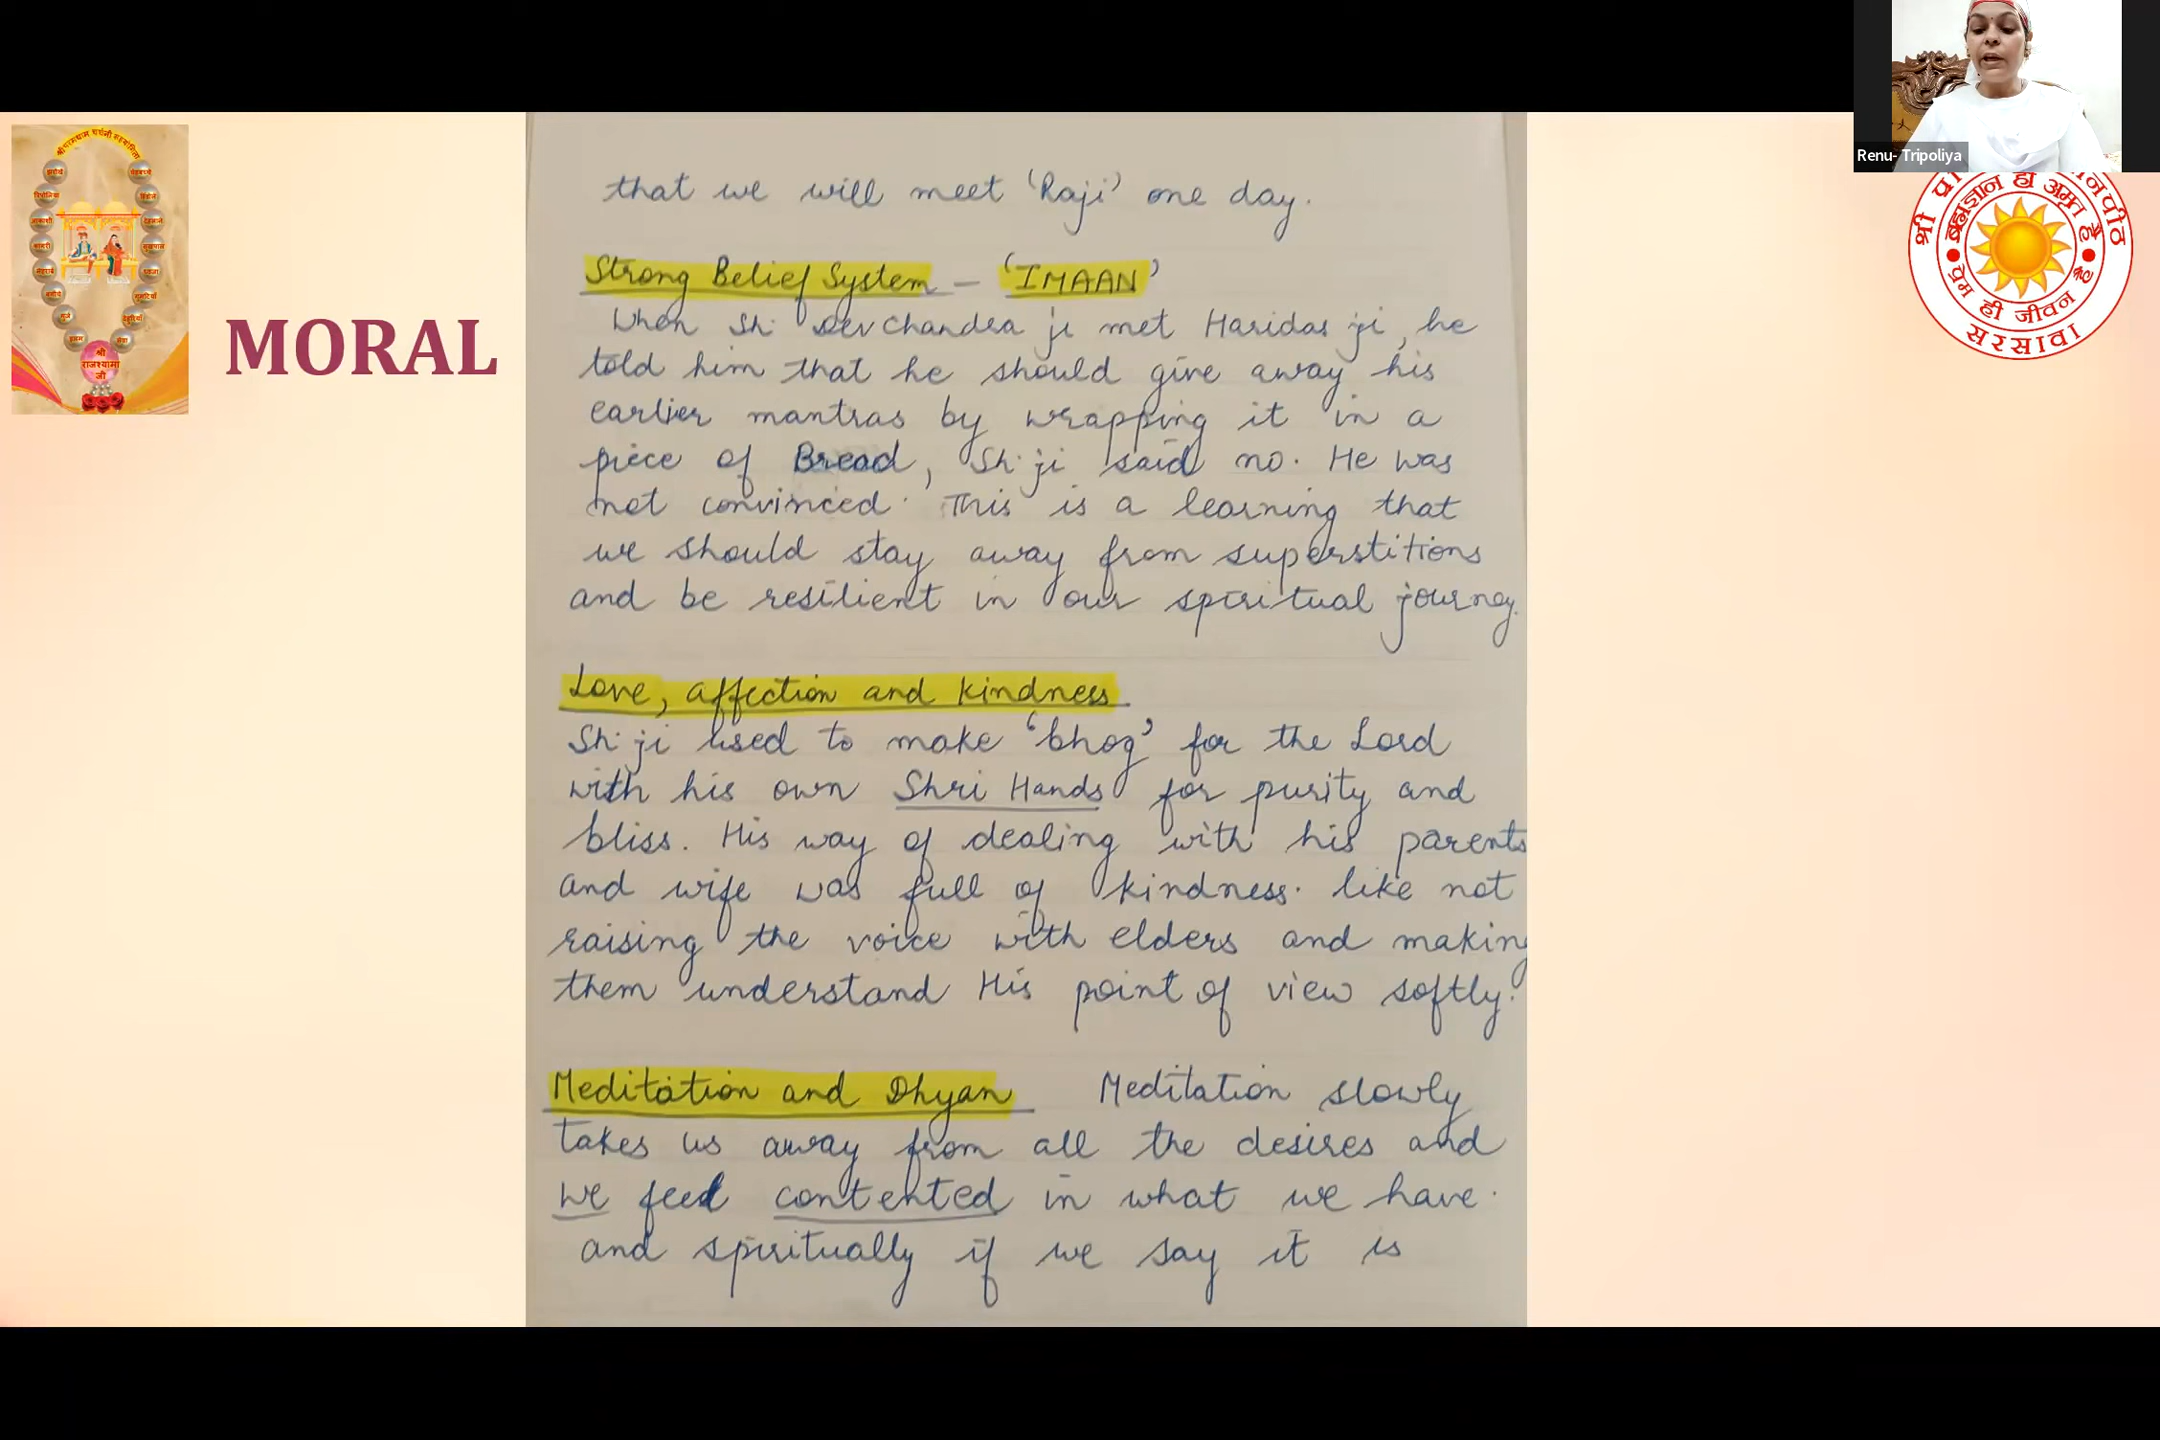 Renu- Tripoliya
MORAL
that we will meet 'Raji' one day.
Strong Belief System – 'IMAAN'
When Sh. Devchandra ji met Haridas ji, he
told him that he should give away his
earlier mantras by wrapping it in a
piece of Bread, Sh. ji said no. He was
not convinced. This is a learning that
we should stay away from superstitions
and be resilient in our spiritual journey.
Love, affection and kindness
Sh. ji used to make 'bhog' for the Lord
with his own Shri Hands for purity and
bliss. His way of dealing with his parents
and wife was full of kindness. like not
raising the voice with elders and making
them understand His point of view softly.
Meditation and Dhyan Meditation slowly
takes us away from all the desires and
we feel contented in what we have.
and spiritually if we say it is
श्री
राजश्यामा
जी
ब्रह्मज्ञान ही अमृत है
प्रेम ही जीवन
सरसावा